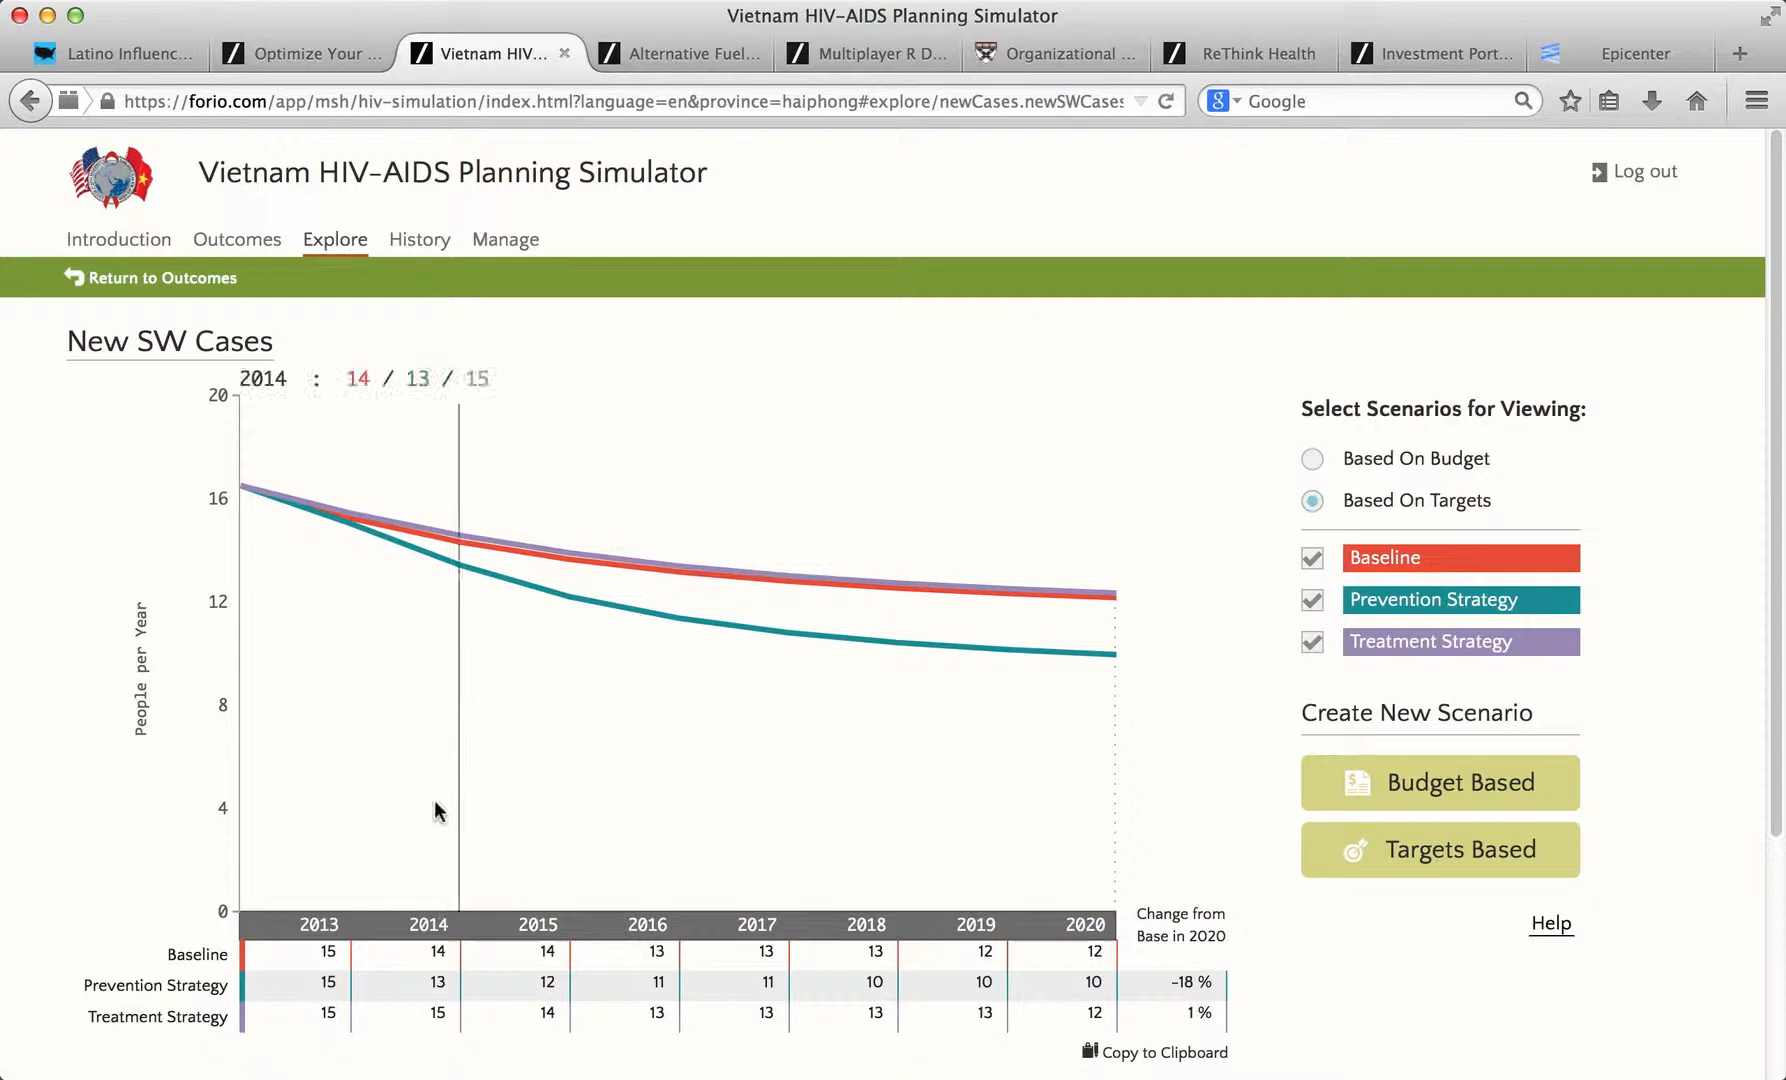 Vietnam HIV-AIDS Planning Simulator
Latino Influenc...
Optimize Your ...
Vietnam HIV...
Alternative Fuel...
Multiplayer R D...
Organizational ...
ReThink Health
Investment Port...
Epicenter
https://forio.com/app/msh/hiv-simulation/index.html?language=en&province=haiphong#explore/newCases.newSWCases
Google
Vietnam HIV-AIDS Planning Simulator
Log out
Introduction Outcomes Explore History Manage
Return to Outcomes
New SW Cases
2014 : 14 / 13 / 15
20
16
12
8
4
0
People per Year
2013 2014 2015 2016 2017 2018 2019 2020
Change from
Base in 2020
Baseline 15 14 14 13 13 13 12 12
Prevention Strategy 15 13 12 11 11 10 10 10 -18 %
Treatment Strategy 15 15 14 13 13 13 13 12 1 %
Copy to Clipboard
Select Scenarios for Viewing:
Based On Budget
Based On Targets
Baseline
Prevention Strategy
Treatment Strategy
Create New Scenario
Budget Based
Targets Based
Help